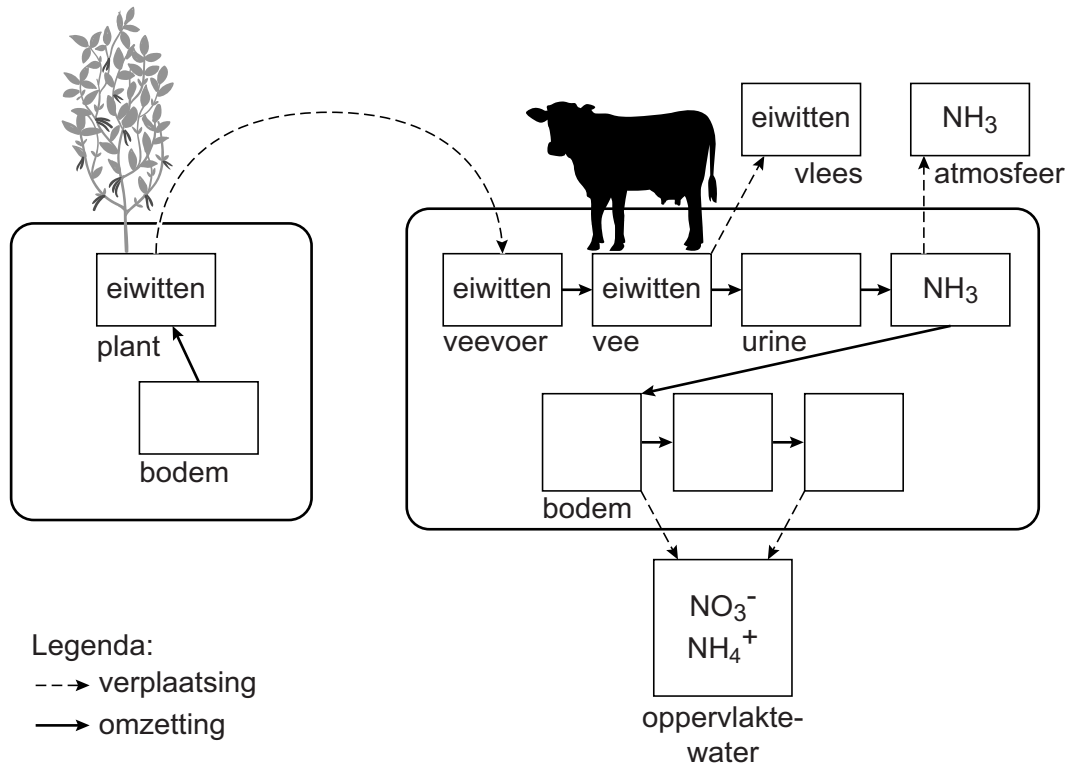 eiwitten
vlees
NH₃
atmosfeer
eiwitten
plant
bodem
eiwitten
veevoer
eiwitten
vee
urine
NH₃
bodem
NO₃⁻
NH₄⁺
oppervlakte-
water
Legenda:
verplaatsing
omzetting